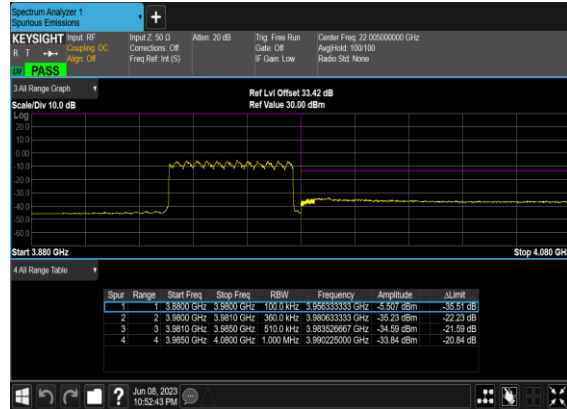 Spectrum Analyzer 1
Spurious Emissions
KEYSIGHT Input: RF
R T Coupling: DC
Align: Off
Input Z: 50 Ω
Corrections: Off
Freq Ref: Int (S)
Atten: 20 dB
Trig: Free Run
Gate: Off
IF Gain: Low
Center Freq: 22.005000000 GHz
Avg|Hold: 100/100
Radio Std: None
PASS
3 All Range Graph
Ref Lvl Offset 33.42 dB
Scale/Div 10.0 dB
Ref Value 30.00 dBm
Log
20.0
10.0
0.00
-10.0
-20.0
-30.0
-40.0
-50.0
-60.0
Start 3.880 GHz
Stop 4.080 GH
4 All Range Table
Spur Range Start Freq Stop Freq RBW Frequency Amplitude ΔLimit
1 1 3.8800 GHz 3.9800 GHz 100.0 kHz 3.956333333 GHz -5.507 dBm -35.51 dB
2 2 3.9800 GHz 3.9810 GHz 360.0 kHz 3.980633333 GHz -35.23 dBm -22.23 dB
3 3 3.9810 GHz 3.9850 GHz 510.0 kHz 3.983526667 GHz -34.59 dBm -21.59 dB
4 4 3.9850 GHz 4.0800 GHz 1.000 MHz 3.990225000 GHz -33.84 dBm -20.84 dB
? Jun 08, 2023
10:52:43 PM